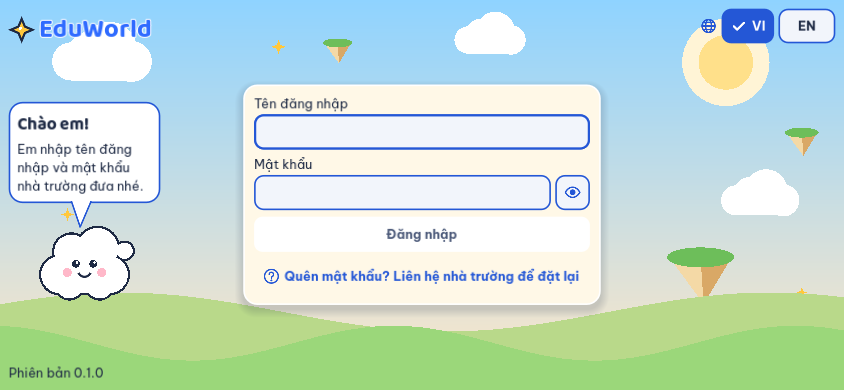 EduWorld
VI
EN
Chào em!
Em nhập tên đăng
nhập và mật khẩu
nhà trường đưa nhé.
Tên đăng nhập
Mật khẩu
Đăng nhập
Quên mật khẩu? Liên hệ nhà trường để đặt lại
Phiên bản 0.1.0